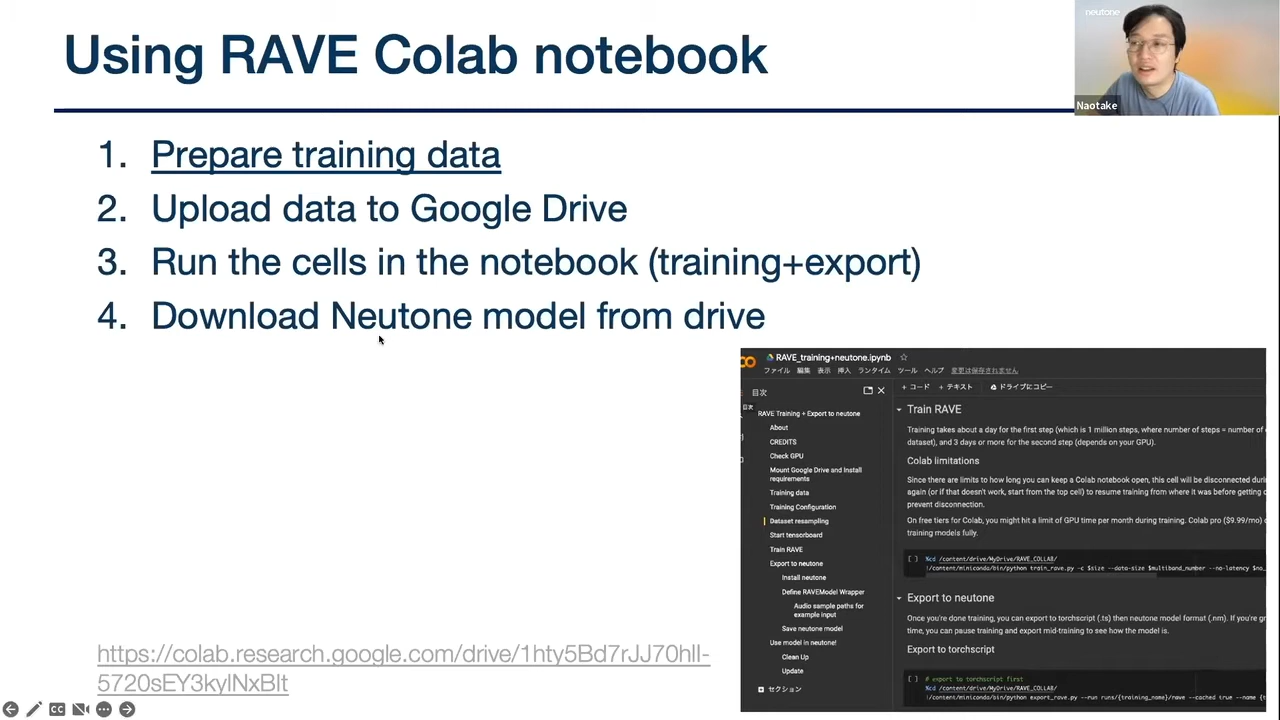 Using RAVE Colab notebook
neutone
Naotake
1. Prepare training data
2. Upload data to Google Drive
3. Run the cells in the notebook (training+export)
4. Download Neutone model from drive
https://colab.research.google.com/drive/1hty5Bd7rJJ70hlI-
5720sEY3kylNxBIt
RAVE_training+neutone.ipynb
ファイル 編集 表示 挿入 ランタイム ツール ヘルプ 変更は保存されません
目次
目次
RAVE Training + Export to neutone
About
CREDITS
Check GPU
Mount Google Drive and Install
requirements
Training data
Training Configuration
Dataset resampling
Start tensorboard
Train RAVE
Export to neutone
Install neutone
Define RAVEModel Wrapper
Audio sample paths for
example input
Save neutone model
Use model in neutone!
Clean Up
Update
セクション
+ コード + テキスト ドライブにコピー
Train RAVE
Training takes about a day for the first step (which is 1 million steps, where number of steps = number of
dataset), and 3 days or more for the second step (depends on your GPU).
Colab limitations
Since there are limits to how long you can keep a Colab notebook open, this cell will be disconnected duri
again (or if that doesn't work, start from the top cell) to resume training from where it was before getting
prevent disconnection.
On free tiers for Colab, you might hit a limit of GPU time per month during training. Colab pro ($9.99/mo)
training models fully.
[ ] %cd /content/drive/MyDrive/RAVE_COLLAB/
!/content/miniconda/bin/python train_rave.py -c $size --data-size $multiband_number --no-latency $no_
Export to neutone
Once you're done training, you can export to torchscript (.ts) then neutone model format (.nm). If you're gr
time, you can pause training and export mid-training to see how the model is.
Export to torchscript
[ ] # export to torchscript first
%cd /content/drive/MyDrive/RAVE_COLLAB/
!/content/miniconda/bin/python export_rave.py --run runs/{training_name}/rave --cached true --name {t
CC